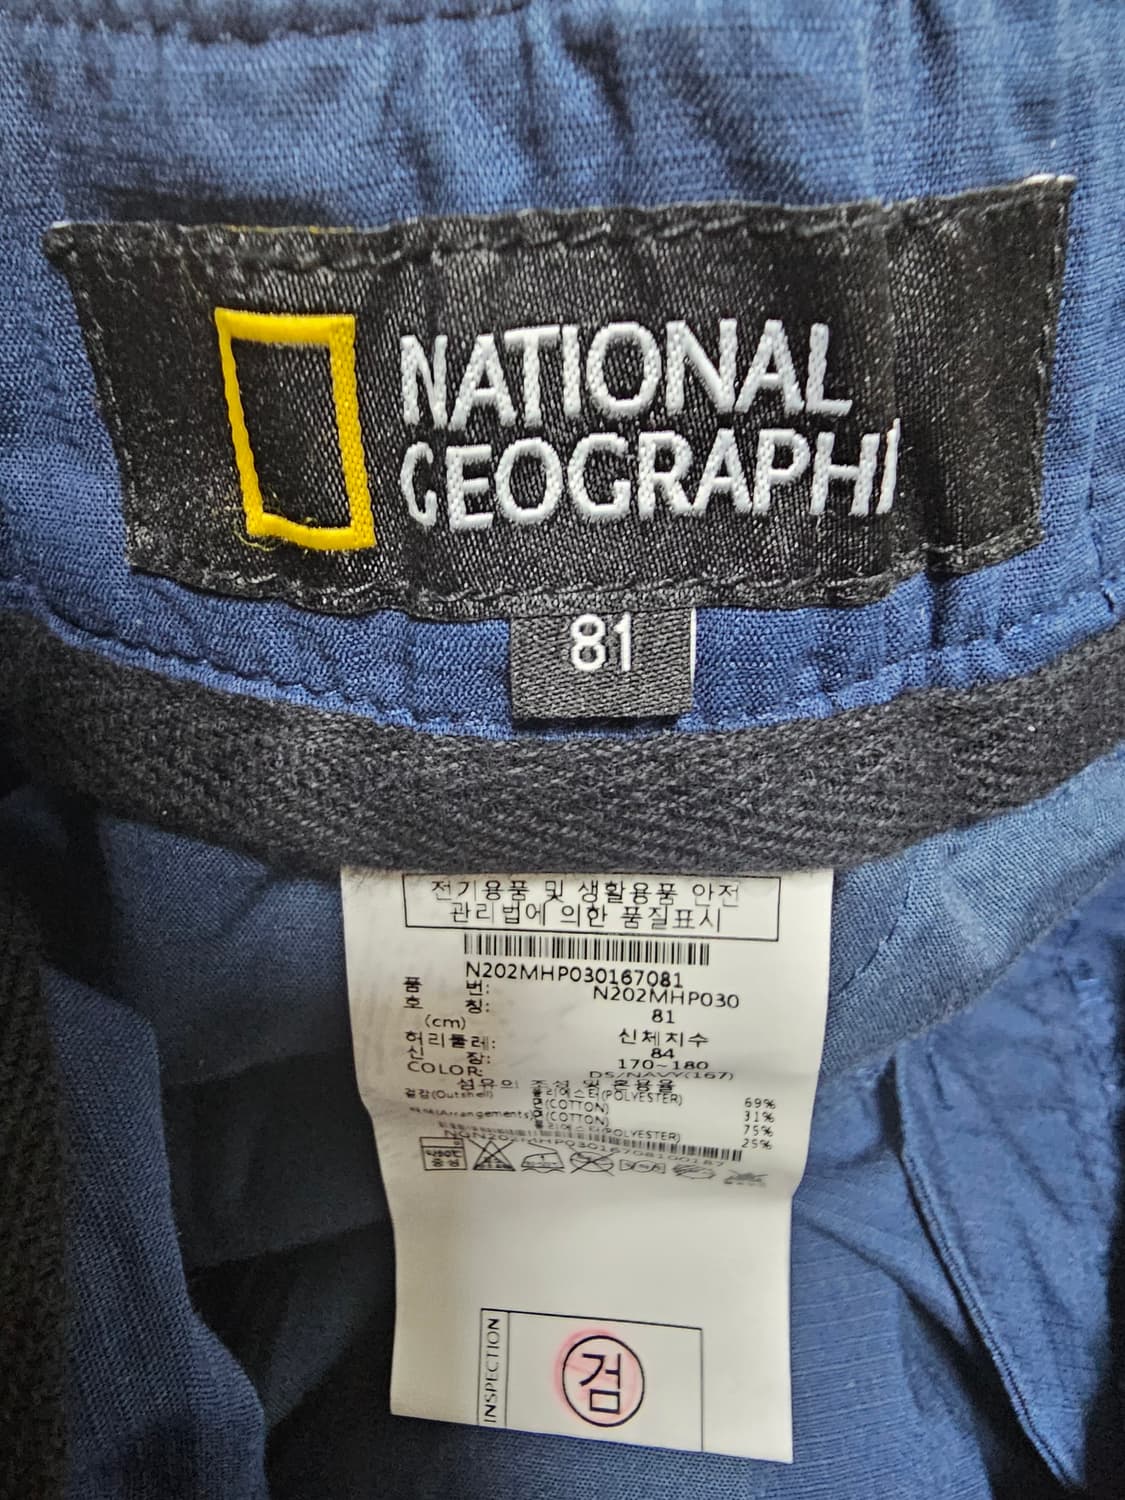 NATIONAL
GEOGRAPHI
81
전기용품 및 생활용품 안전
관리법에 의한 품질표시
N202MHP030167081
품 번: N202MHP030
호 칭: 81
(cm) 신체치수
허리둘레: 84
신 장: 170~180
COLOR: DS/NAVY(167)
섬유의 조성 및 혼용율
겉감(Outshell) 폴리에스터(POLYESTER) 69%
면(COTTON) 31%
(Arrangements) 면(COTTON) 75%
폴리에스터(POLYESTER) 25%
INSPECTION
검